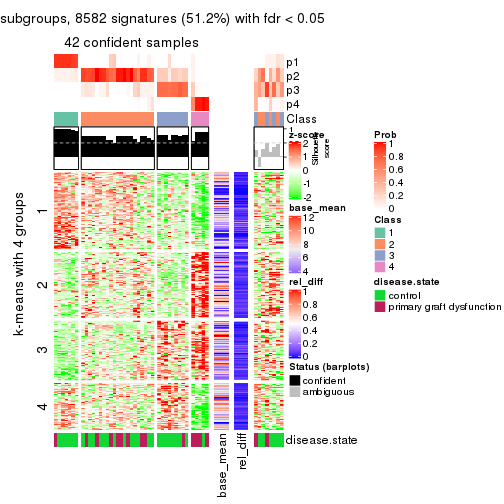 subgroups, 8582 signatures (51.2%) with fdr < 0.05
42 confident samples
p1
p2
p3
p4
Class
1
Silhouette
score
k-means with 4 groups
1
2
3
4
z-score
2
1
0
-1
-2
base_mean
12
10
8
6
4
rel_diff
1
0.8
0.6
0.4
0.2
0
Status (barplots)
confident
ambiguous
Prob
1
0.8
0.6
0.4
0.2
0
Class
1
2
3
4
disease.state
control
primary graft dysfunction
disease.state
base_mean
rel_diff